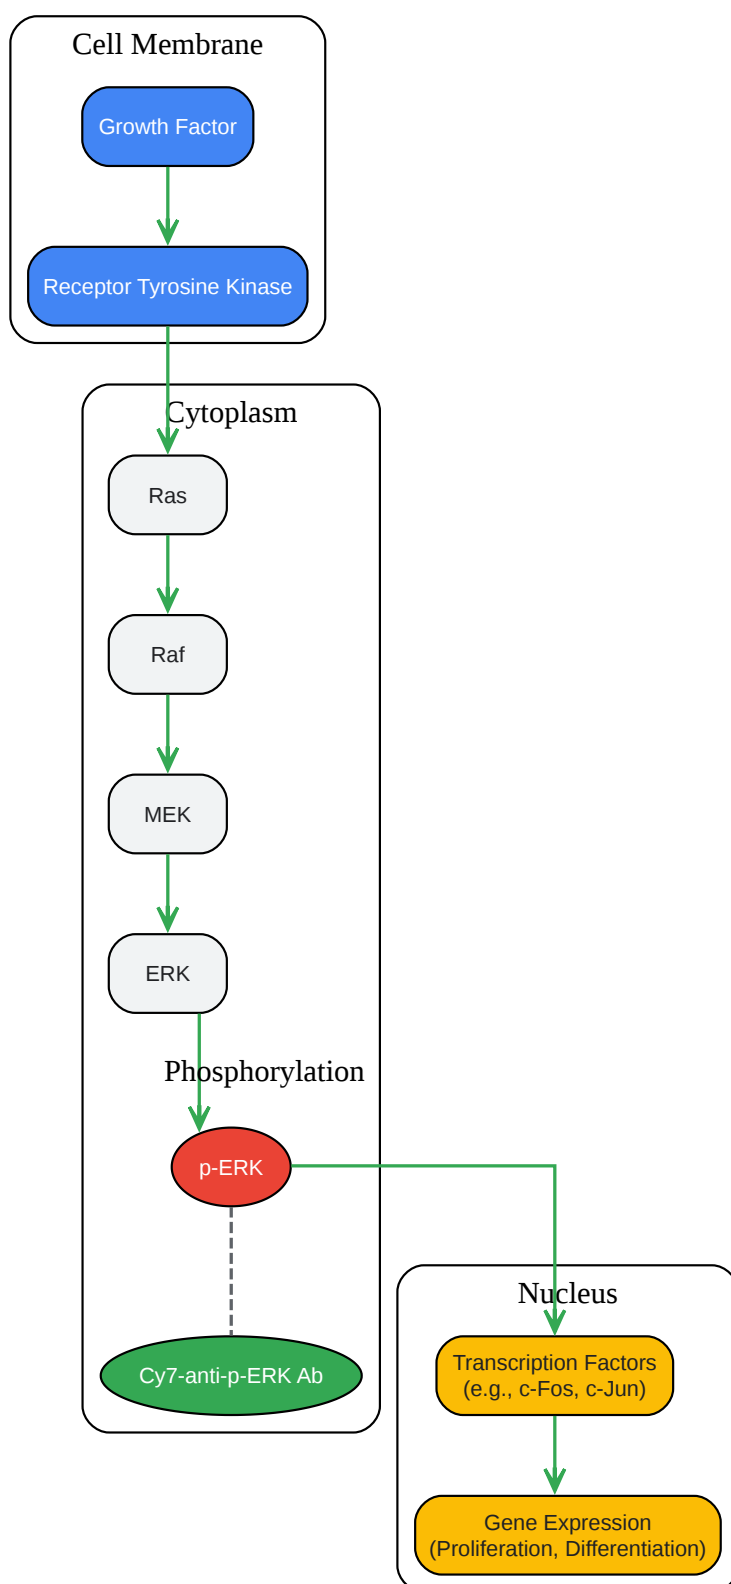 Cell Membrane
Growth Factor
Receptor Tyrosine Kinase
Cytoplasm
Ras
Raf
MEK
ERK
Phosphorylation
p-ERK
Cy7-anti-p-ERK Ab
Nucleus
Transcription Factors
(e.g., c-Fos, c-Jun)
Gene Expression
(Proliferation, Differentiation)